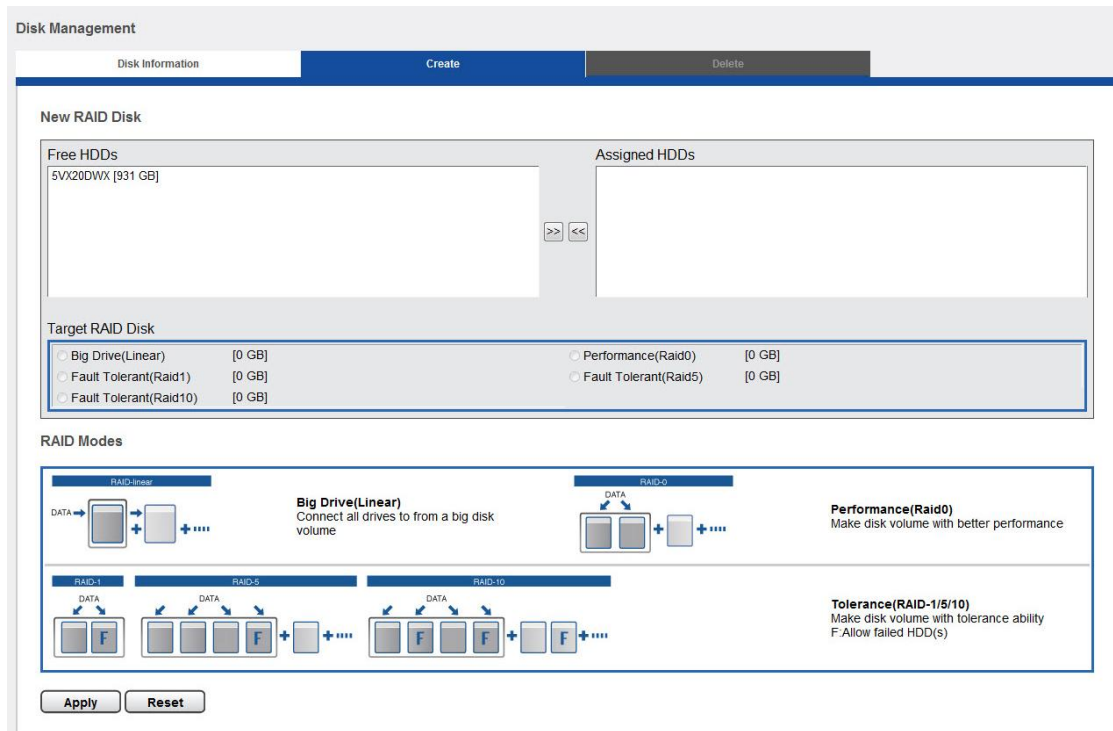 Disk Management
Disk Information Create Delete
New RAID Disk
Free HDDs Assigned HDDs
5VX20DWX [931 GB]
>> <<
Target RAID Disk
Big Drive(Linear) [0 GB] Performance(Raid0) [0 GB]
Fault Tolerant(Raid1) [0 GB] Fault Tolerant(Raid5) [0 GB]
Fault Tolerant(Raid10) [0 GB]
RAID Modes
RAID-linear
DATA
Big Drive(Linear)
Connect all drives to from a big disk
volume
RAID-0
DATA
Performance(Raid0)
Make disk volume with better performance
RAID-1 RAID-5 RAID-10
DATA DATA DATA
F F F F F
Tolerance(RAID-1/5/10)
Make disk volume with tolerance ability
F:Allow failed HDD(s)
Apply Reset